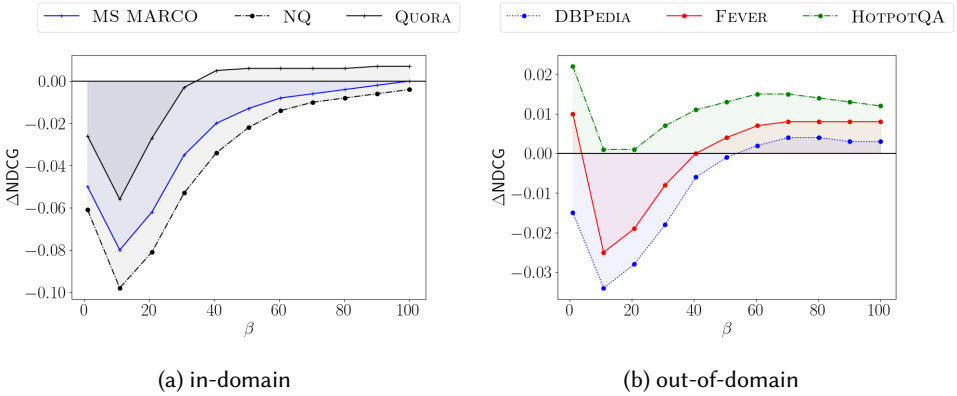 MS MARCO NQ QUORA
0.00
−0.02
−0.04
−0.06
−0.08
−0.10
ΔNDCG
0 20 40 60 80 100
β
(a) in-domain
DBPEDIA FEVER HOTPOTQA
0.02
0.01
0.00
−0.01
−0.02
−0.03
ΔNDCG
0 20 40 60 80 100
β
(b) out-of-domain